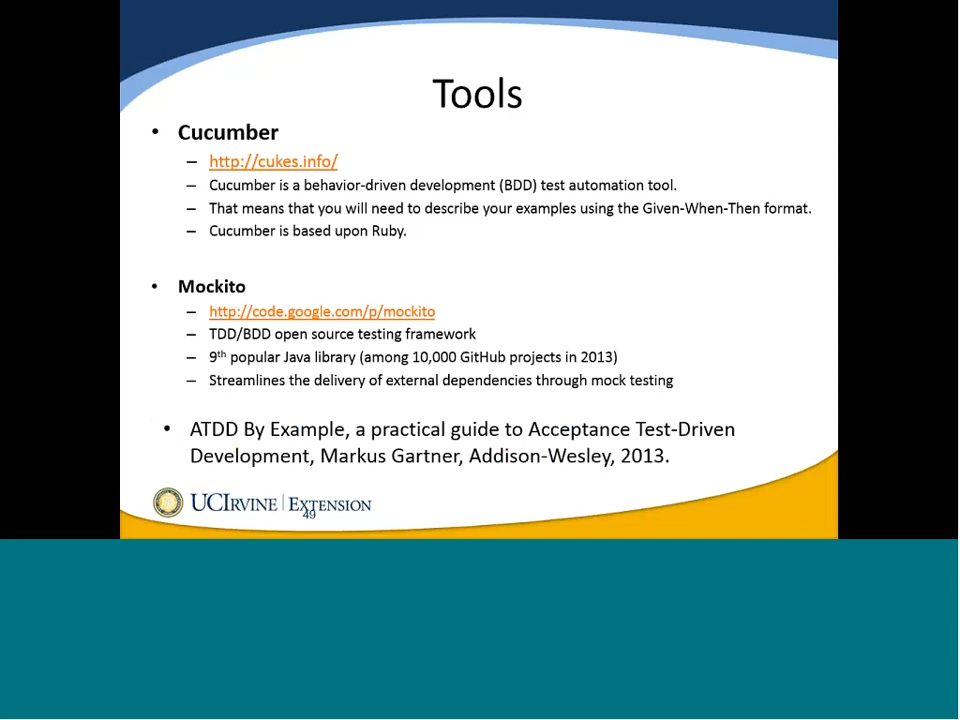 Tools
• Cucumber
– http://cukes.info/
– Cucumber is a behavior-driven development (BDD) test automation tool.
– That means that you will need to describe your examples using the Given-When-Then format.
– Cucumber is based upon Ruby.
• Mockito
– http://code.google.com/p/mockito
– TDD/BDD open source testing framework
– 9th popular Java library (among 10,000 GitHub projects in 2013)
– Streamlines the delivery of external dependencies through mock testing
• ATDD By Example, a practical guide to Acceptance Test-Driven
Development, Markus Gartner, Addison-Wesley, 2013.
UCIRVINE | EXTENSION
49